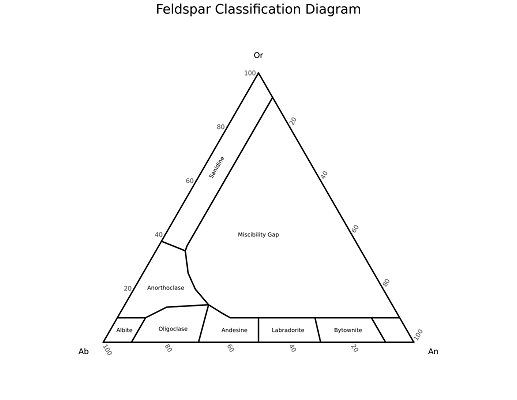 Feldspar Classification Diagram
Or
100
20
80
Sanidine
40
60
40
Miscibility Gap
60
20
Anorthoclase
80
Albite
Oligoclase
Andesine
Labradorite
Bytownite
100
Ab
An
100
80
60
40
20